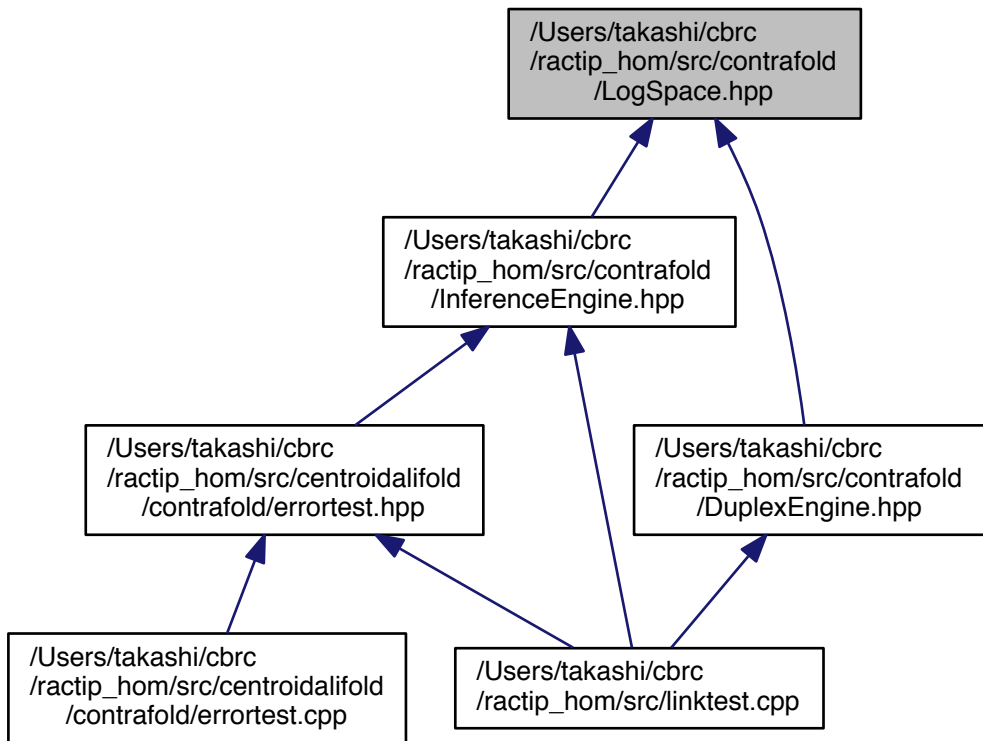 /Users/takashi/cbrc
/ractip_hom/src/contrafold
/LogSpace.hpp
/Users/takashi/cbrc
/ractip_hom/src/contrafold
/InferenceEngine.hpp
/Users/takashi/cbrc
/ractip_hom/src/centroidalifold
/contrafold/errortest.hpp
/Users/takashi/cbrc
/ractip_hom/src/contrafold
/DuplexEngine.hpp
/Users/takashi/cbrc
/ractip_hom/src/centroidalifold
/contrafold/errortest.cpp
/Users/takashi/cbrc
/ractip_hom/src/linktest.cpp